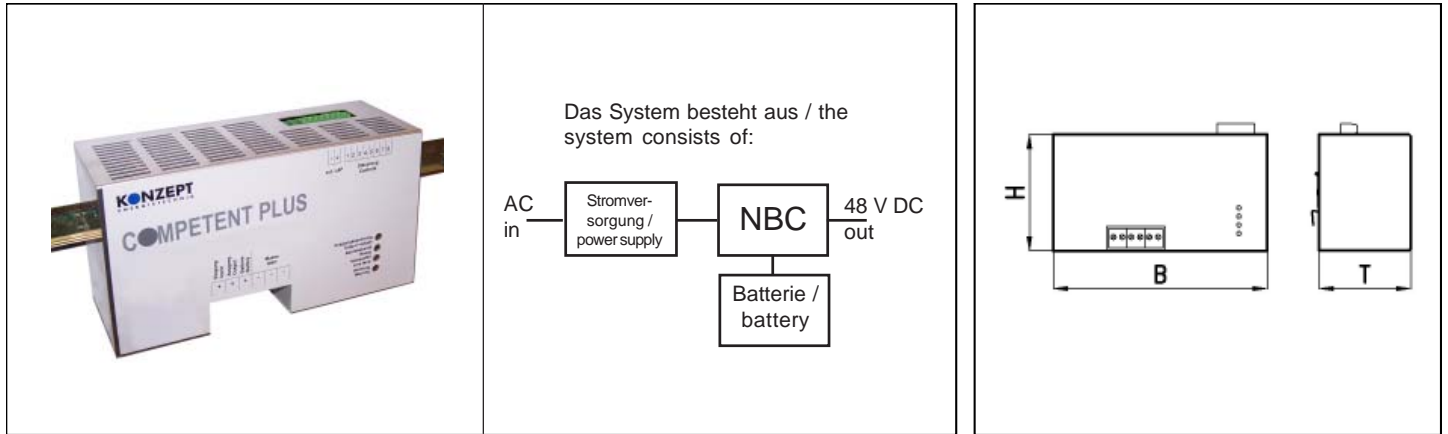 KONZEPT
ENERGIETECHNIK
COMPETENT PLUS
Das System besteht aus / the
system consists of:
AC
in
Stromver-
sorgung /
power supply
NBC
48 V DC
out
Batterie /
battery
H
B
T